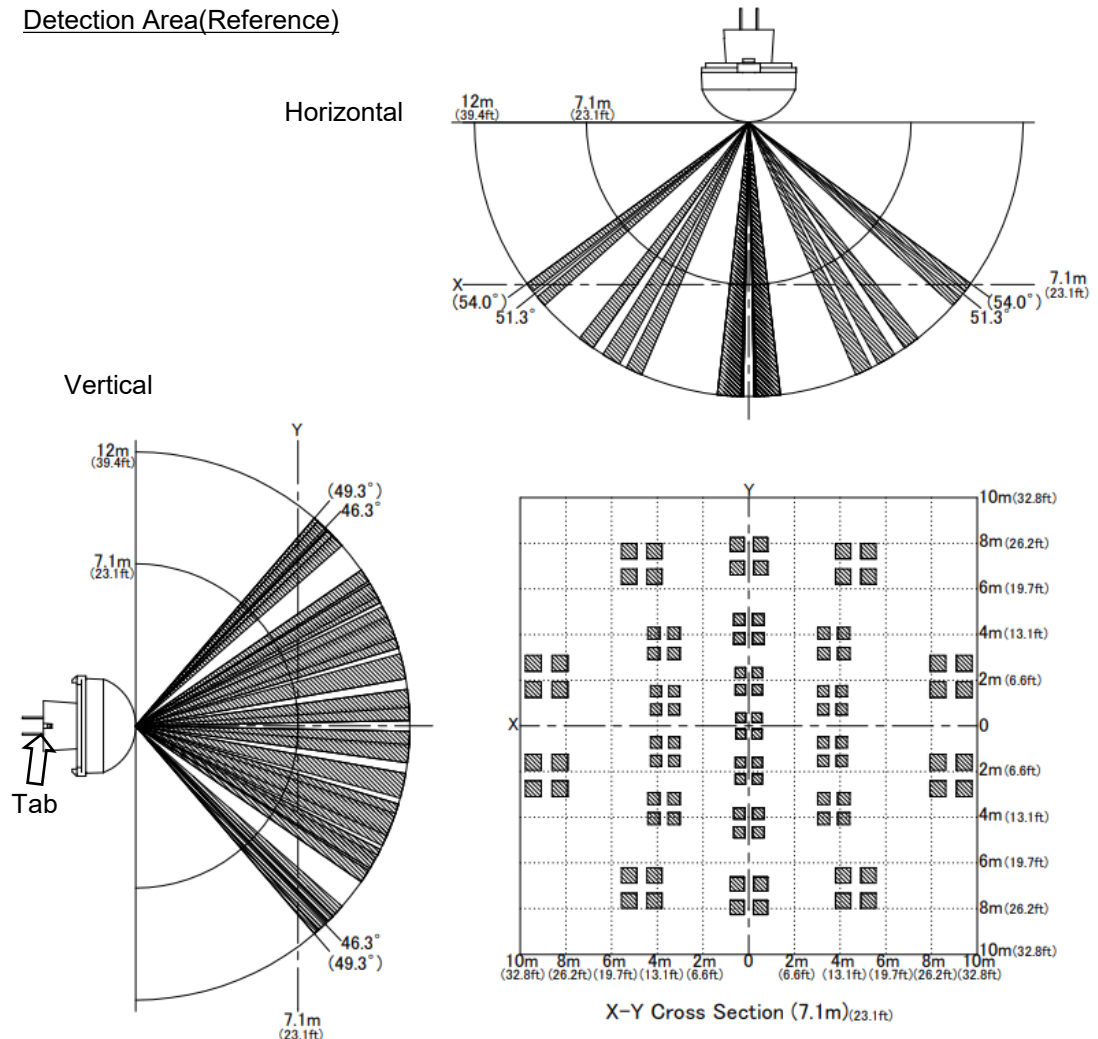 Detection Area(Reference)
Horizontal
12m
(39.4ft)
7.1m
(23.1ft)
X
(54.0°)
51.3°
(54.0°)
51.3°
7.1m
(23.1ft)
Vertical
Y
12m
(39.4ft)
(49.3°)
46.3°
7.1m
(23.1ft)
Tab
46.3°
(49.3°)
7.1m
(23.1ft)
Y
10m(32.8ft)
8m(26.2ft)
6m(19.7ft)
4m(13.1ft)
2m(6.6ft)
X
0
2m(6.6ft)
4m(13.1ft)
6m(19.7ft)
8m(26.2ft)
10m(32.8ft)
10m 8m 6m 4m 2m 0 2m 4m 6m 8m 10m
(32.8ft) (26.2ft) (19.7ft) (13.1ft) (6.6ft) (6.6ft) (13.1ft) (19.7ft) (26.2ft) (32.8ft)
X-Y Cross Section (7.1m)(23.1ft)